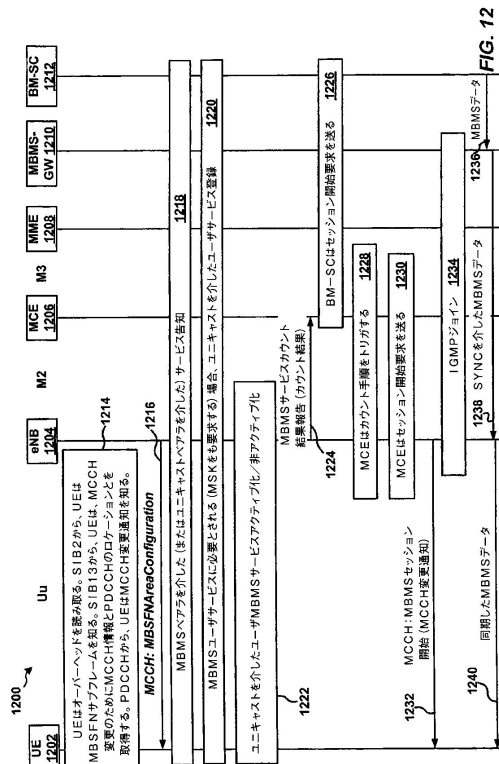 1200
UE
1202
Uu
eNB
1204
M2
MCE
1206
M3
MME
1208
MBMS-
GW 1210
BM-SC
1212
1214
UEはオーバーヘッドを読み取る。SIB2から、UEは
MBSFNサブフレームを知る。SIB13から、UEは、MCCH
変更のためにMCCH情報とPDCCHのロケーションとを
取得する。PDCCHから、UEはMCCH変更通知を知る。
MCCH: MBSFNAreaConfiguration
1216
MBMSベアラを介した(またはユニキャストベアラを介した)サービス告知
1218
MBMSユーザサービスに必要とされる(MSKをも要求する)場合、ユニキャストを介したユーザサービス登録
1220
ユニキャストを介したユーザMBMSサービスアクティブ化/非アクティブ化
1222
MBMSサービスカウント
結果報告(カウント結果)
1224
BM-SCはセッション開始要求を送る
1226
MCEはカウント手順をトリガする
1228
MCEはセッション開始要求を送る
1230
MCCH:MBMSセッション
開始(MCCH変更通知)
1232
IGMPジョイン
1234
1236
MBMSデータ
1238
SYNCを介したMBMSデータ
同期したMBMSデータ
1240
FIG. 12